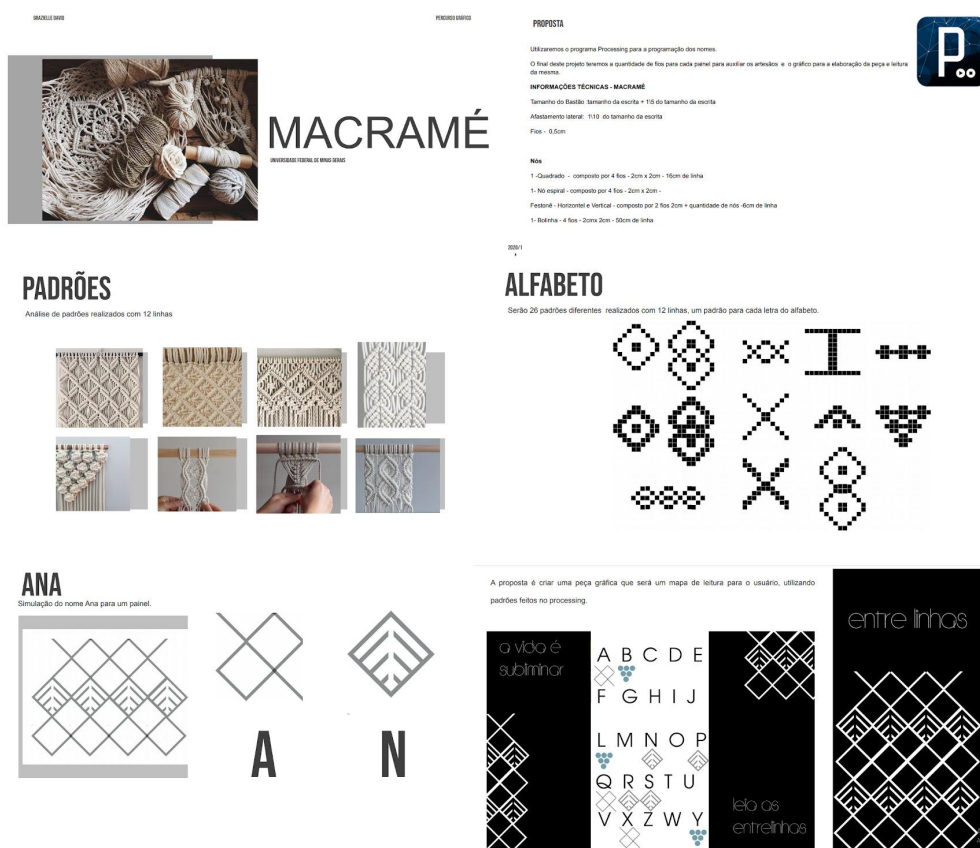 GRAZIELLE DAVID
PERCURSO GRÁFICO
MACRAMÉ
UNIVERSIDADE FEDERAL DE MINAS GERAIS
PROPOSTA
Utilizaremos o programa Processing para a programação dos nomes.
O final deste projeto teremos a quantidade de fios para cada painel para auxiliar os artesãos e o gráfico para a elaboração da peça e leitura
da mesma.
INFORMAÇÕES TÉCNICAS - MACRAMÉ
Tamanho do Bastão :tamanho da escrita + 1\5 do tamanho da escrita
Afastamento lateral: 1\10 do tamanho da escrita
Fios - 0,5cm
Nós
1 -Quadrado - composto por 4 fios - 2cm x 2cm - 16cm de linha
1- Nó espiral - composto por 4 fios - 2cm x 2cm -
Festonê - Horizontal e Vertical - composto por 2 fios 2cm + quantidade de nós -6cm de linha
1- Bolinha - 4 fios - 2cmx 2cm - 50cm de linha
P
2020/1
PADRÕES
Análise de padrões realizados com 12 linhas
ALFABETO
Serão 26 padrões diferentes realizados com 12 linhas, um padrão para cada letra do alfabeto.
ANA
Simulação do nome Ana para um painel.
A N
A proposta é criar uma peça gráfica que será um mapa de leitura para o usuário, utilizando
padrões feitos no processing.
a vida é
subliminar
A B C D E
F G H I J
L M N O P
Q R S T U
V X Z W Y
leia as
entrelinhas
entre linhas